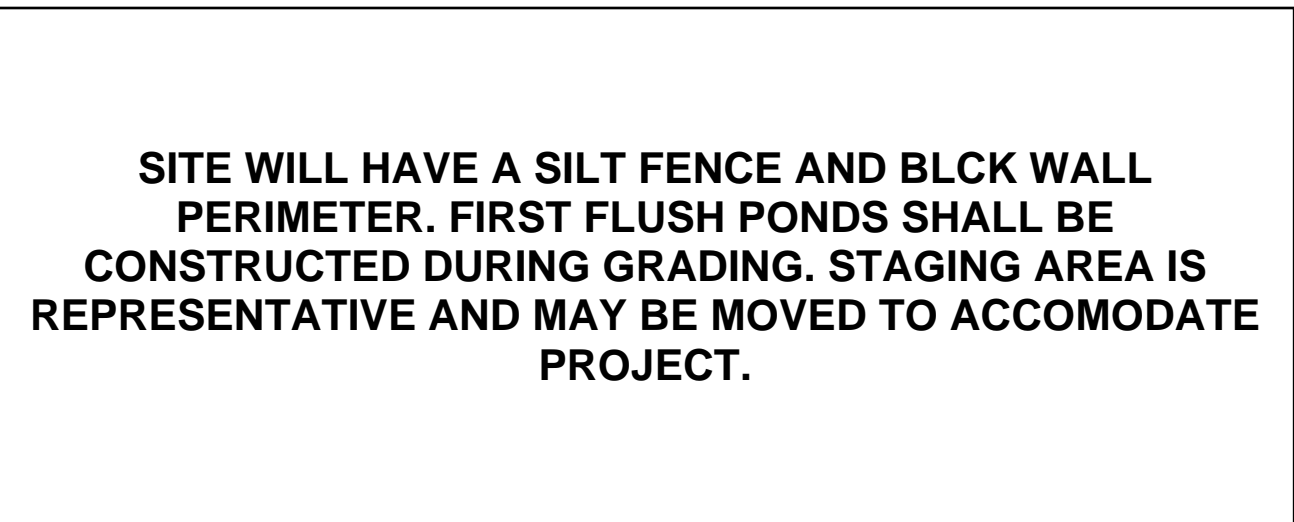 SITE WILL HAVE A SILT FENCE AND BLCK WALL
PERIMETER. FIRST FLUSH PONDS SHALL BE
CONSTRUCTED DURING GRADING. STAGING AREA IS
REPRESENTATIVE AND MAY BE MOVED TO ACCOMODATE
PROJECT.